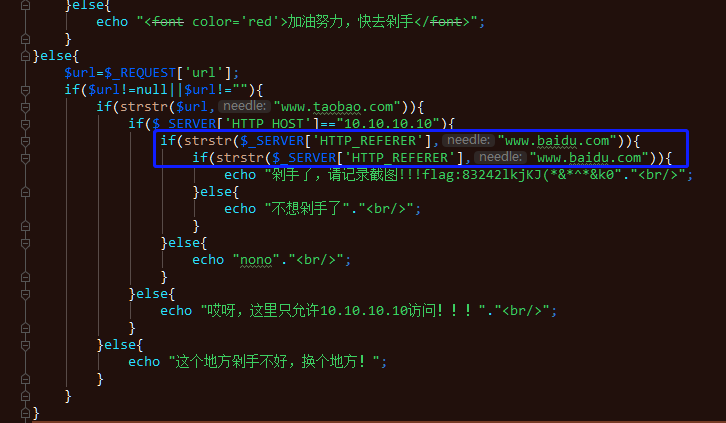 }else{
echo "<font color='red'>加油努力，快去剁手</font>";
}
}else{
$url=$_REQUEST['url'];
if($url!=null||$url!=""){
if(strstr($url, needle: "www.taobao.com")){
if($_SERVER['HTTP_HOST']=="10.10.10.10"){
if(strstr($_SERVER['HTTP_REFERER'], needle: "www.baidu.com")){
if(strstr($_SERVER['HTTP_REFERER'], needle: "www.baidu.com")){
echo "剁手了，请记录截图!!!flag:83242lkjKJ(*&*^*&k0"."<br/>";
}else{
echo "不想剁手了"."<br/>";
}
}else{
echo "nono"."<br/>";
}
}else{
echo "哎呀，这里只允许10.10.10.10访问！！！"."<br/>";
}
}else{
echo "这个地方剁手不好，换个地方！";
}
}
}